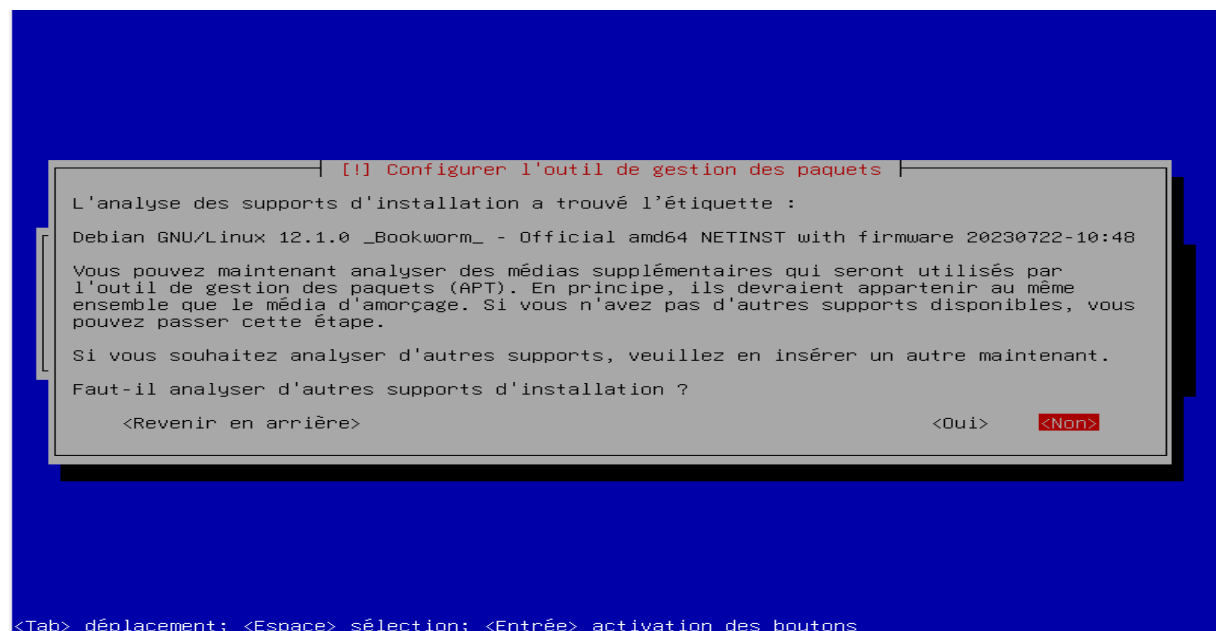 [!] Configurer l'outil de gestion des paquets
L'analyse des supports d'installation a trouvé l’étiquette :
Debian GNU/Linux 12.1.0 _Bookworm_ - Official amd64 NETINST with firmware 20230722-10:48
Vous pouvez maintenant analyser des médias supplémentaires qui seront utilisés par
l'outil de gestion des paquets (APT). En principe, ils devraient appartenir au même
ensemble que le média d'amorçage. Si vous n'avez pas d'autres supports disponibles, vous
pouvez passer cette étape.
Si vous souhaitez analyser d'autres supports, veuillez en insérer un autre maintenant.
Faut-il analyser d'autres supports d'installation ?
<Revenir en arrière> <Oui> <Non>
<Tab> déplacement; <Espace> sélection; <Entrée> activation des boutons